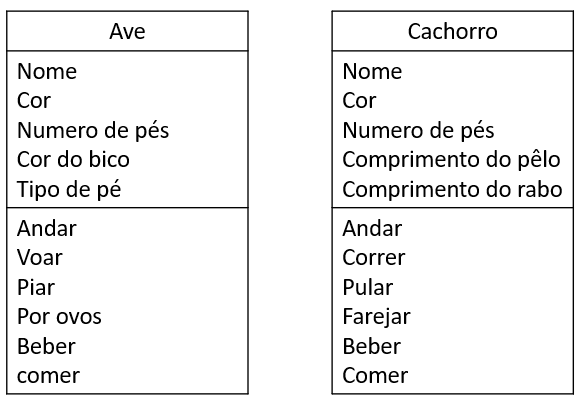 Ave
Nome
Cor
Numero de pés
Cor do bico
Tipo de pé
Andar
Voar
Piar
Por ovos
Beber
comer
Cachorro
Nome
Cor
Numero de pés
Comprimento do pêlo
Comprimento do rabo
Andar
Correr
Pular
Farejar
Beber
Comer